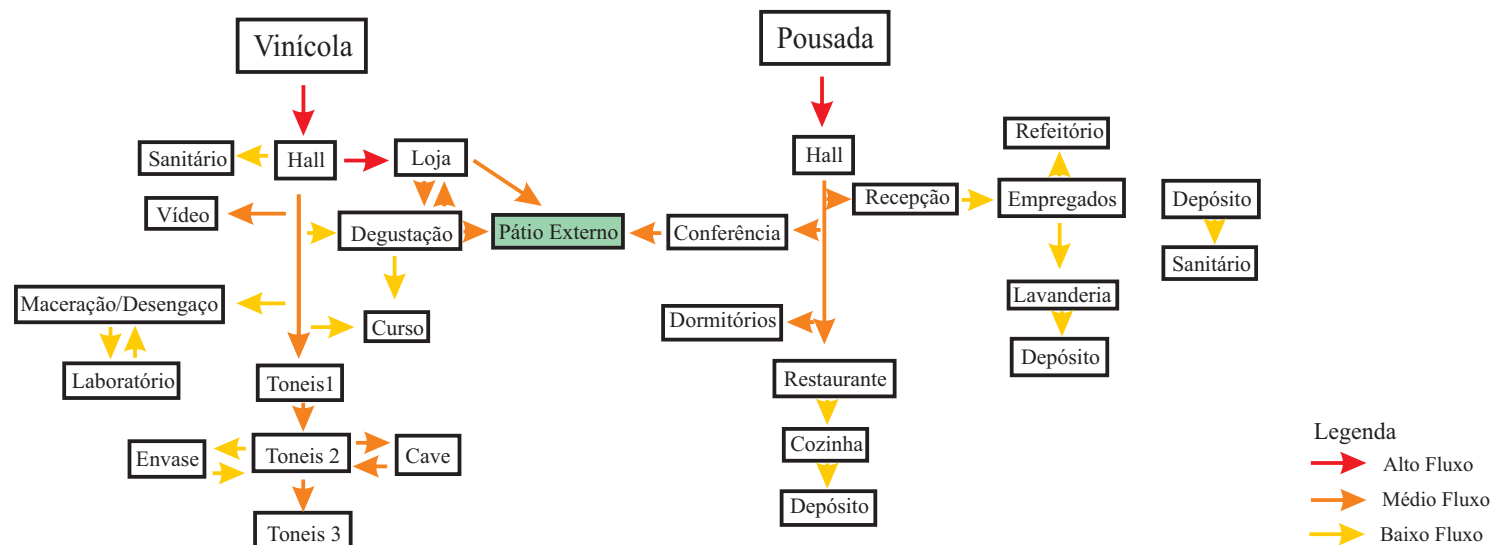 Vinícola
Pousada
Sanitário
Hall
Loja
Hall
Refeitório
Vídeo
Degustação
Pátio Externo
Conferência
Recepção
Empregados
Depósito
Sanitário
Maceração/Desengaço
Curso
Dormitórios
Lavanderia
Laboratório
Toneis1
Restaurante
Depósito
Envase
Toneis 2
Cave
Cozinha
Toneis 3
Depósito
Legenda
Alto Fluxo
Médio Fluxo
Baixo Fluxo